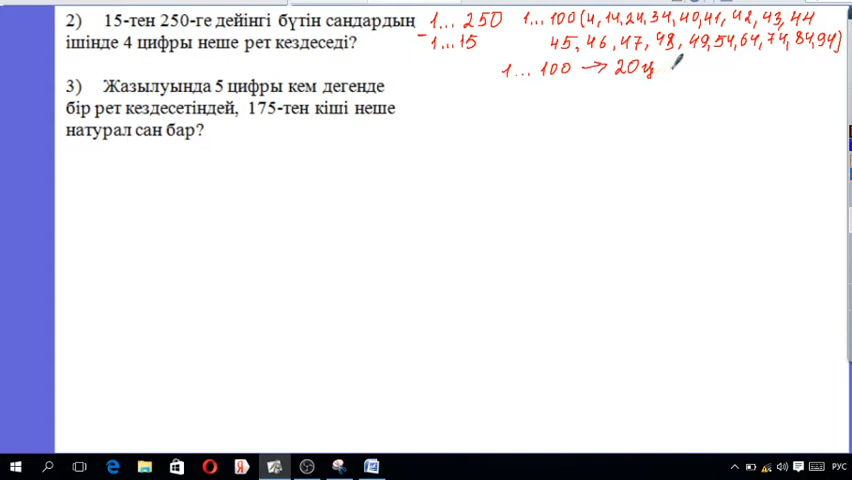 2) 15-тен 250-ге дейінгі бүтін сандардың
ішінде 4 цифры неше рет кездеседі?
3) Жазылуында 5 цифры кем дегенде
бір рет кездесетіндей, 175-тен кіші неше
натурал сан бар?
1... 250
-1...15
1...100(4,14,24,34,40,41,42,43,44
45, 46, 47, 48, 49,54,64,74,84,94)
1...100 → 20ц
РУС